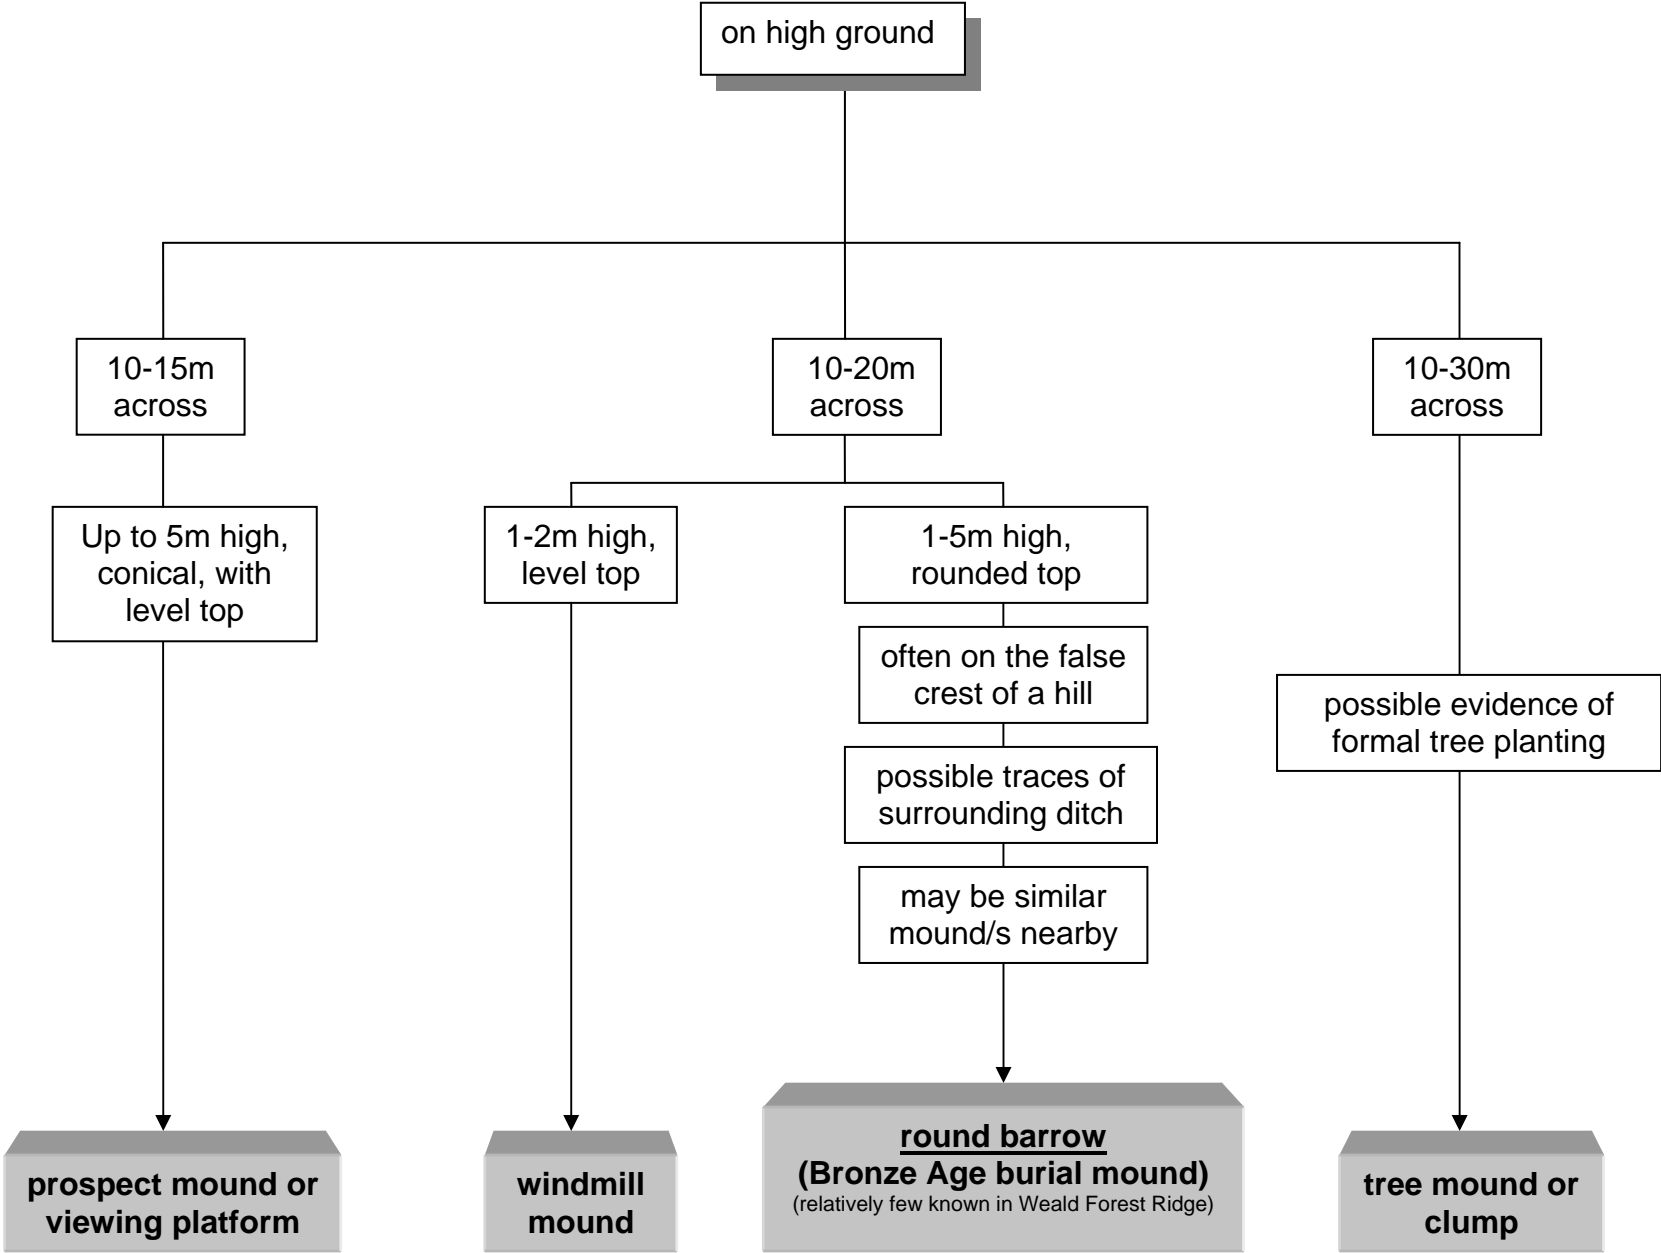 on high ground
10-15m
across
10-20m
across
10-30m
across
Up to 5m high,
conical, with
level top
1-2m high,
level top
1-5m high,
rounded top
often on the false
crest of a hill
possible traces of
surrounding ditch
may be similar
mound/s nearby
possible evidence of
formal tree planting
prospect mound or
viewing platform
windmill
mound
round barrow
(Bronze Age burial mound)
(relatively few known in Weald Forest Ridge)
tree mound or
clump